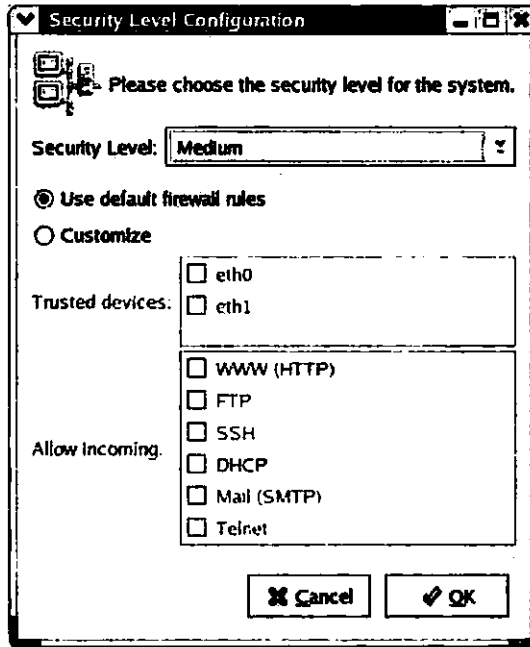 Security Level Configuration
Please choose the security level for the system.
Security Level: Medium
Use default firewall rules
Customize
Trusted devices:
eth0
eth1
Allow incoming.
WWW (HTTP)
FTP
SSH
DHCP
Mail (SMTP)
Telnet
Cancel
OK